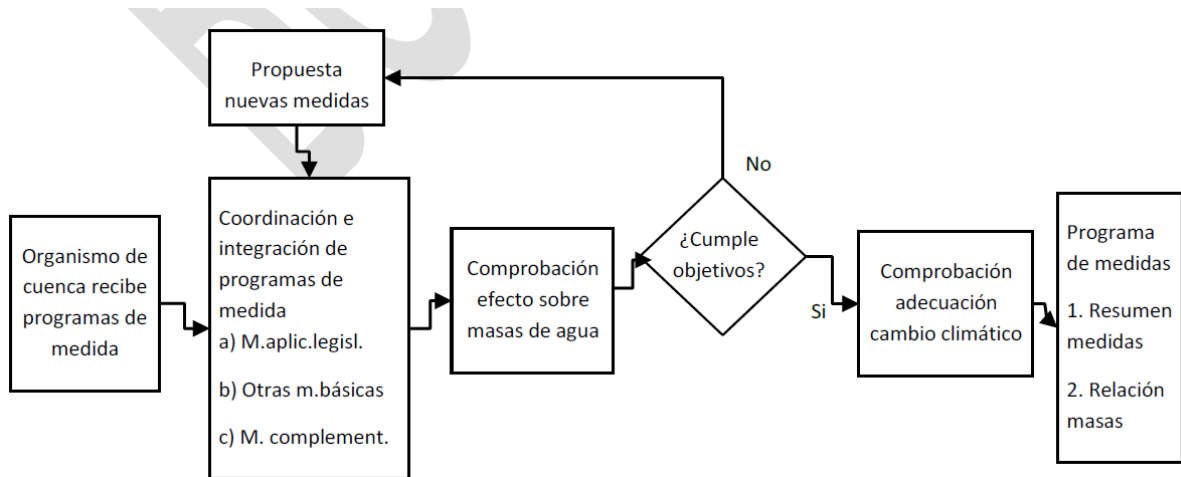 Propuesta
nuevas medidas
No
Organismo de
cuenca recibe
programas de
medida
Coordinación e
integración de
programas de
medida
a) M.aplic.legisl.
b) Otras m.básicas
c) M. complement.
Comprobación
efecto sobre
masas de agua
¿Cumple
objetivos?
Si
Comprobación
adecuación
cambio climático
Programa
de medidas
1. Resumen
medidas
2. Relación
masas